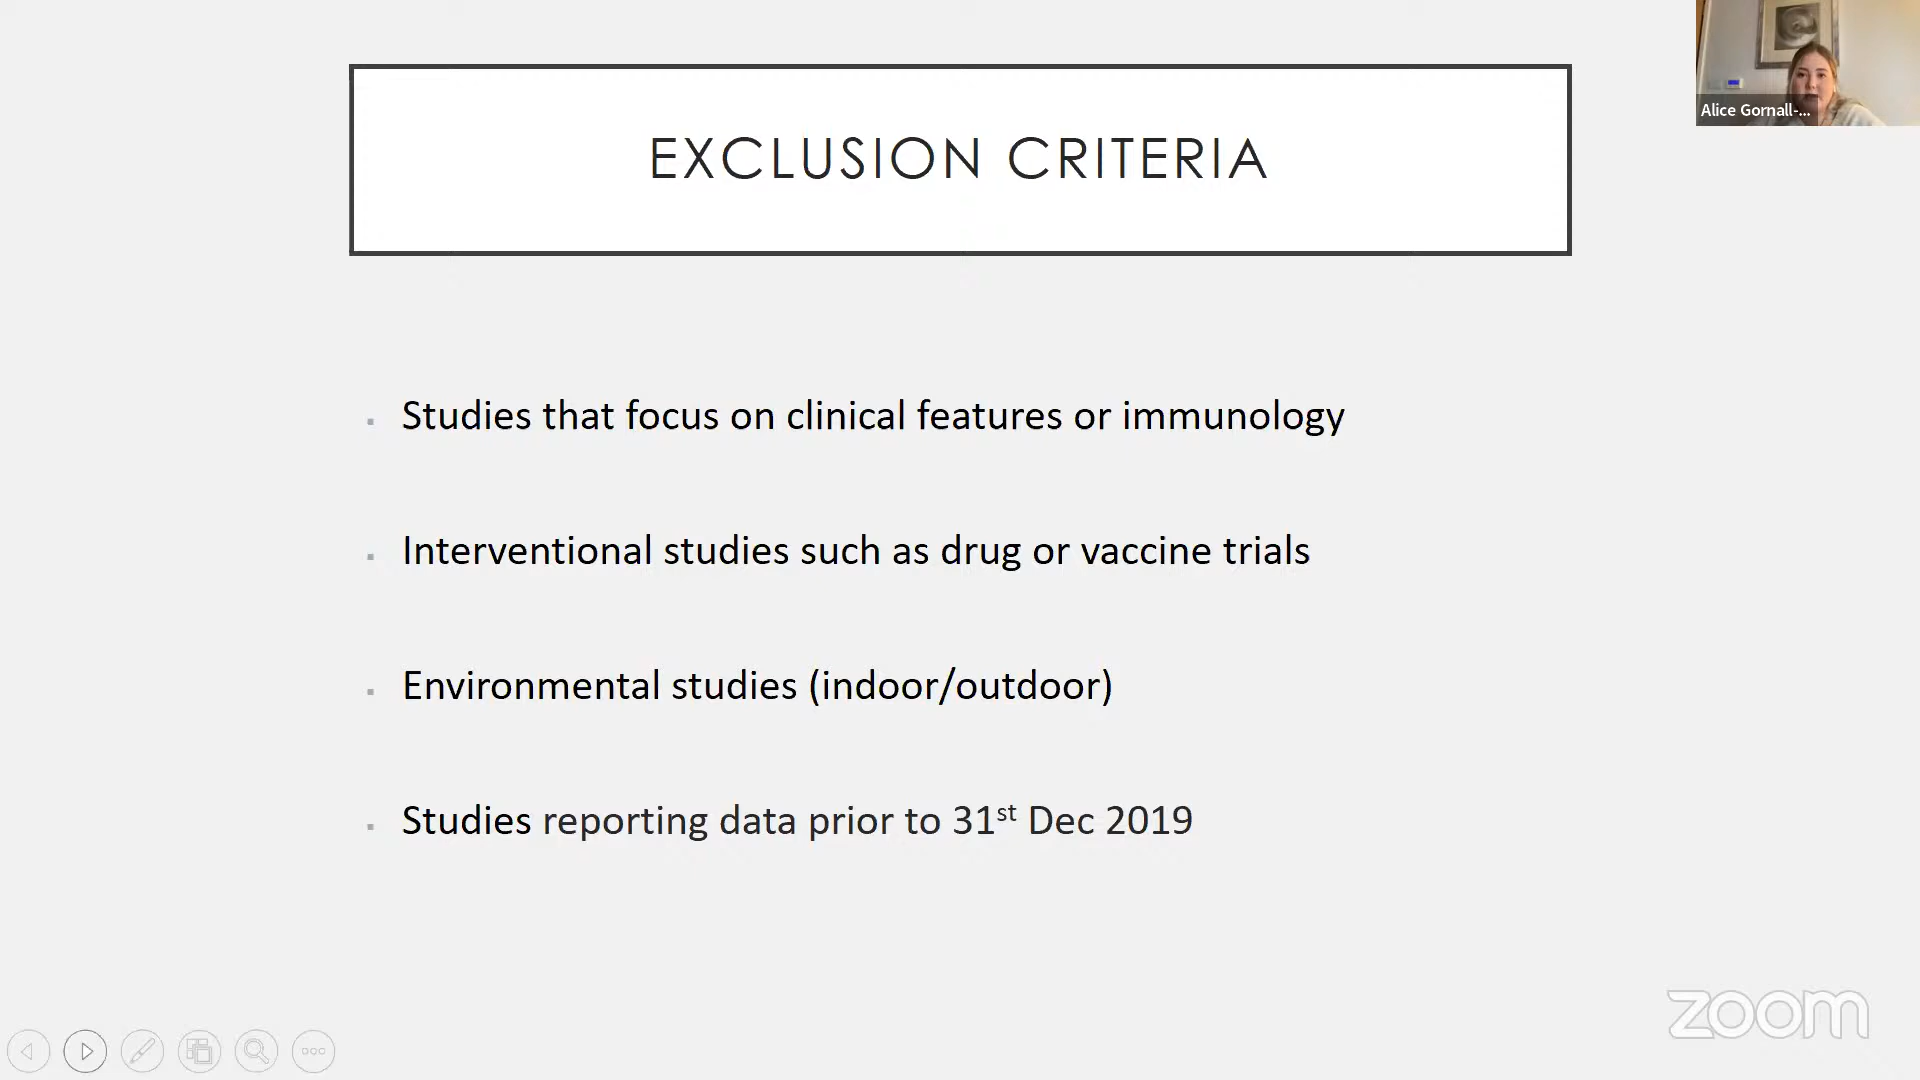 EXCLUSION CRITERIA
Alice Gornall-...
Studies that focus on clinical features or immunology
Interventional studies such as drug or vaccine trials
Environmental studies (indoor/outdoor)
Studies reporting data prior to 31st Dec 2019
zoom